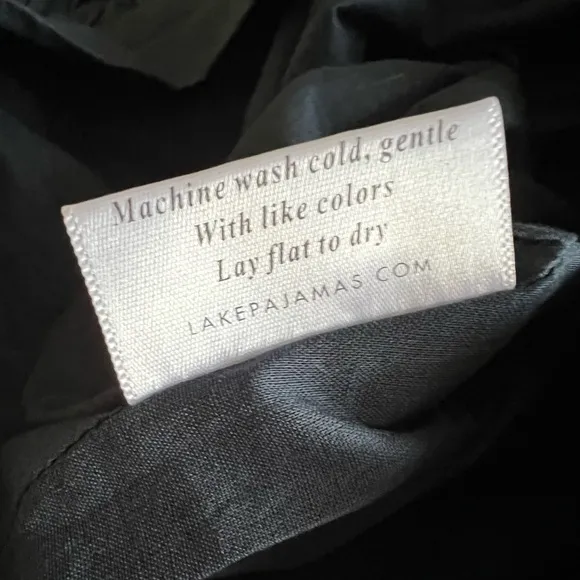 Machine wash cold, gentle
With like colors
Lay flat to dry
LAKEPAJAMAS COM